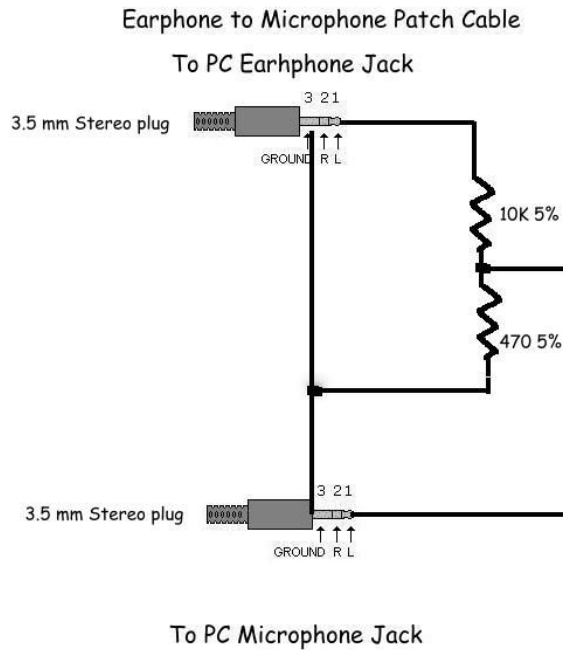 Earphone to Microphone Patch Cable
To PC Earhphone Jack
3 2 1
3.5 mm Stereo plug
GROUND R L
10K 5%
470 5%
3 2 1
3.5 mm Stereo plug
GROUND R L
To PC Microphone Jack